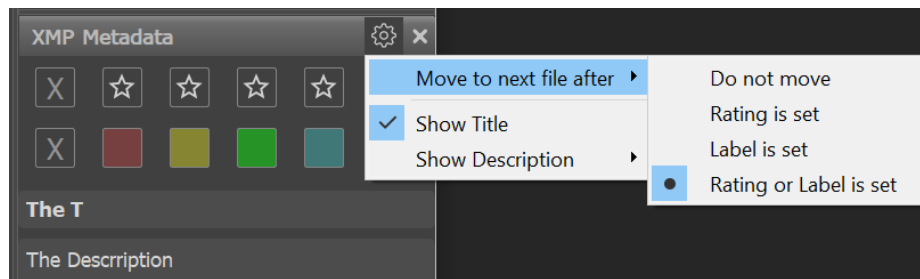 XMP Metadata
X
Move to next file after
Do not move
Rating is set
X
Show Title
Label is set
Show Description
Rating or Label is set
The T
The Descrription